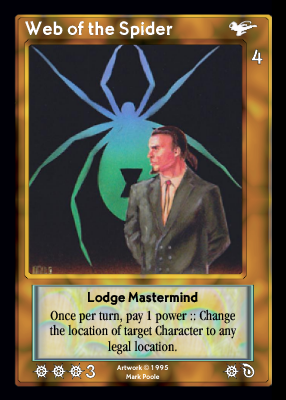 Web of the Spider
4
Lodge Mastermind
Once per turn, pay 1 power :: Change
the location of target Character to any
legal location.
3
Artwork © 1995
Mark Poole